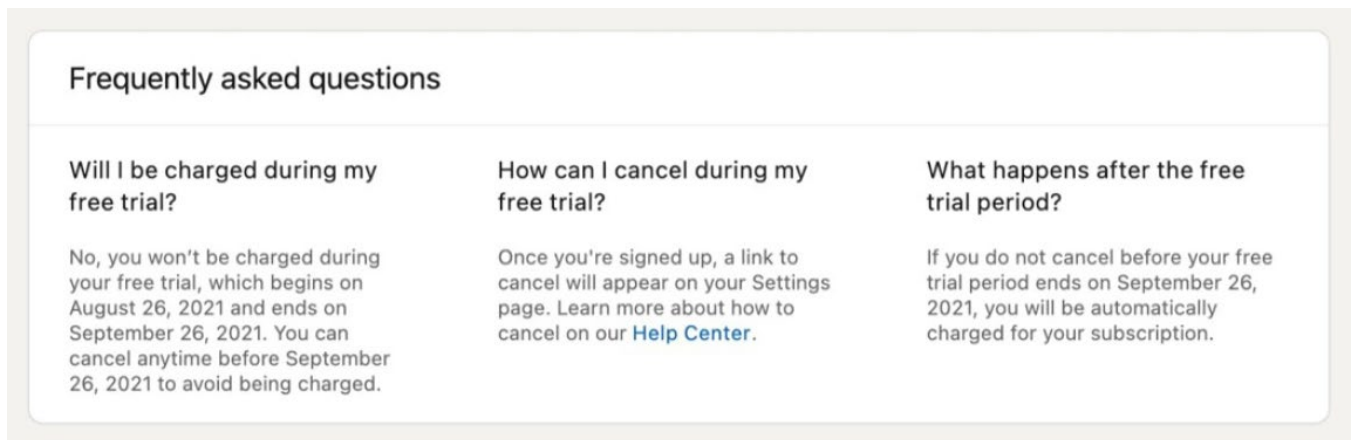 Frequently asked questions
Will I be charged during my
free trial?
No, you won't be charged during
your free trial, which begins on
August 26, 2021 and ends on
September 26, 2021. You can
cancel anytime before September
26, 2021 to avoid being charged.
How can I cancel during my
free trial?
Once you're signed up, a link to
cancel will appear on your Settings
page. Learn more about how to
cancel on our Help Center.
What happens after the free
trial period?
If you do not cancel before your free
trial period ends on September 26,
2021, you will be automatically
charged for your subscription.